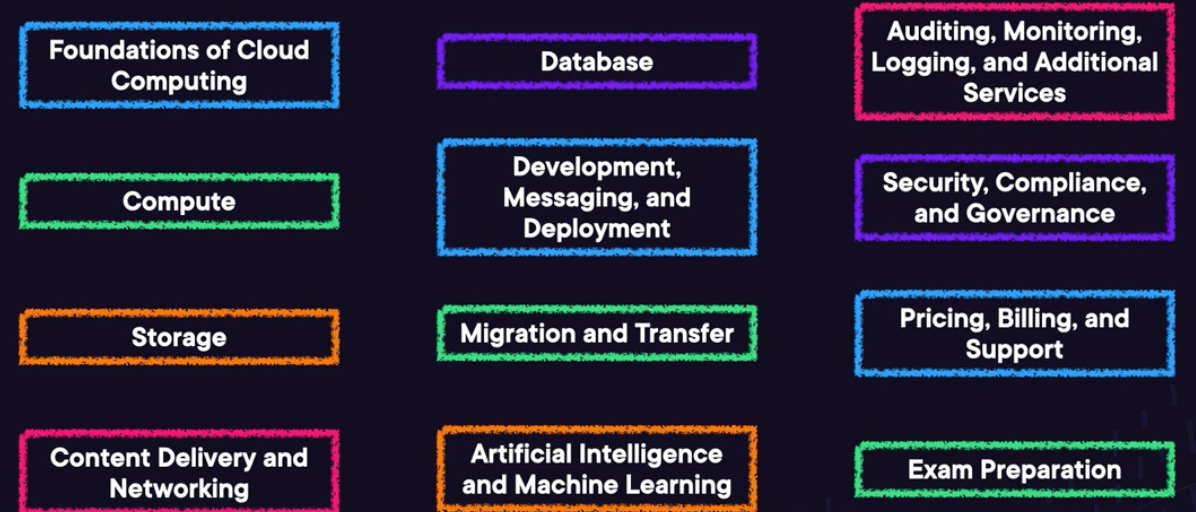 Foundations of Cloud
Computing
Compute
Storage
Content Delivery and
Networking
Database
Development,
Messaging, and
Deployment
Migration and Transfer
Artificial Intelligence
and Machine Learning
Auditing, Monitoring,
Logging, and Additional
Services
Security, Compliance,
and Governance
Pricing, Billing, and
Support
Exam Preparation